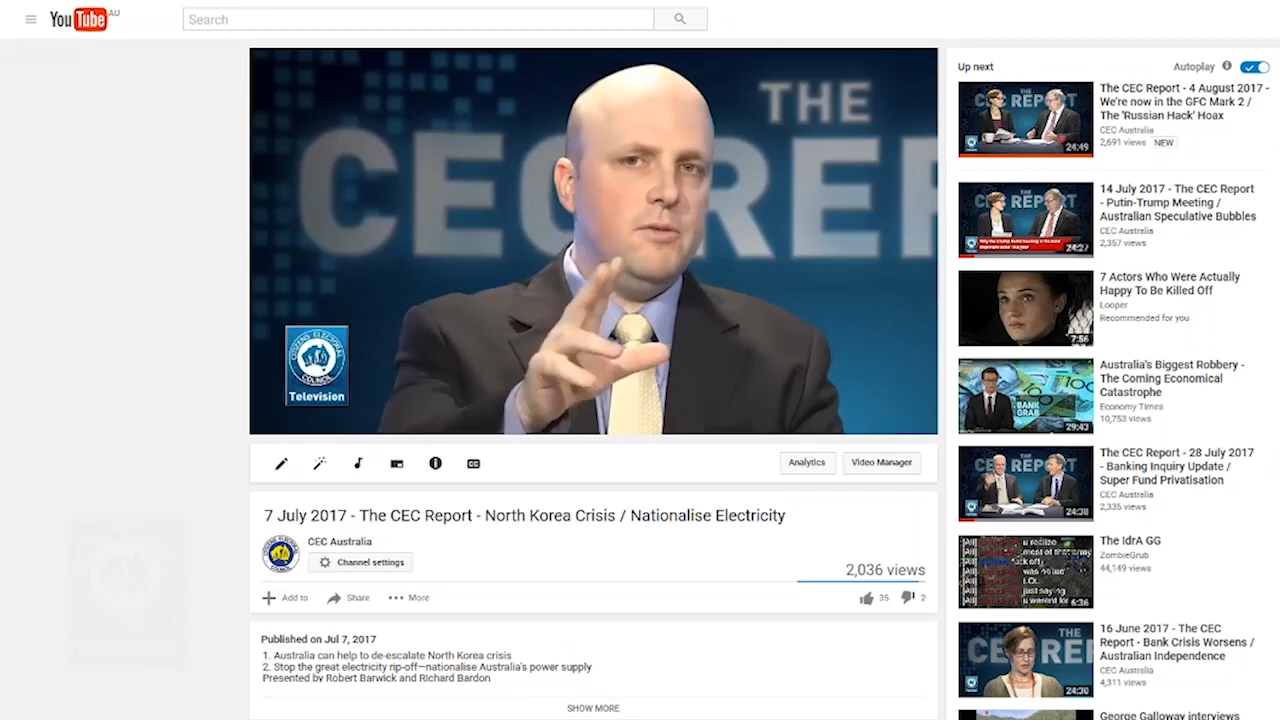 YouTube AU
Search
THE
CEC REP
CITIZENS ELECTORAL
COUNCIL
Television
Analytics
Video Manager
7 July 2017 - The CEC Report - North Korea Crisis / Nationalise Electricity
CEC Australia
Channel settings
2,036 views
Add to
Share
More
35
2
Published on Jul 7, 2017
1. Australia can help to de-escalate North Korea crisis
2. Stop the great electricity rip-off—nationalise Australia's power supply
Presented by Robert Barwick and Richard Bardon
SHOW MORE
Up next
Autoplay
24:49
The CEC Report - 4 August 2017 -
We're now in the GFC Mark 2 /
The 'Russian Hack' Hoax
CEC Australia
2,691 views NEW
24:27
14 July 2017 - The CEC Report
- Putin-Trump Meeting /
Australian Speculative Bubbles
CEC Australia
2,357 views
7:56
7 Actors Who Were Actually
Happy To Be Killed Off
Looper
Recommended for you
BANK
GRAB
29:43
Australia's Biggest Robbery -
The Coming Economical
Catastrophe
Economy Times
10,753 views
24:30
The CEC Report - 28 July 2017
- Banking Inquiry Update /
Super Fund Privatisation
CEC Australia
2,335 views
6:36
The IdrA GG
ZombieGrub
44,149 views
THE
24:30
16 June 2017 - The CEC
Report - Bank Crisis Worsens /
Australian Independence
CEC Australia
4,311 views
George Galloway interviews